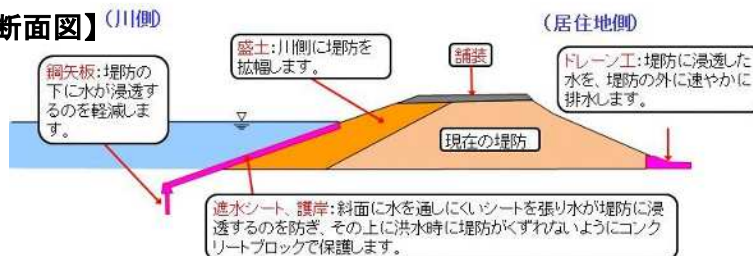 断面図】
(川側)
(居住地側)
鋼矢板:堤防の
下に水が浸透す
るのを軽減しま
す。
盛土:川側に堤防を
拡幅します。
舗装
ドレーン工:堤防に浸透した
水を、堤防の外に速やかに
排水します。
現在の堤防
遮水シート、護岸:斜面に水を通しにくいシートを張り水が堤防に浸
透するのを防ぎ、その上に洪水時に堤防がくずれないようにコンク
リートブロックで保護します。